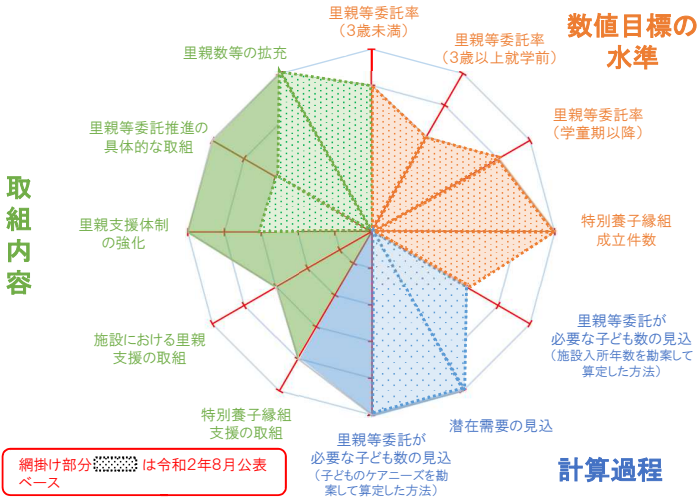 里親等委託率
（3歳未満）
里親等委託率
（3歳以上就学前）
数値目標の
水準
里親等委託率
（学童期以降）
特別養子縁組
成立件数
里親等委託が
必要な子ども数の見込
（施設入所年数を勘案して
算定した方法）
潜在需要の見込
計算過程
里親等委託が
必要な子ども数の見込
（子どものケアニーズを勘
案して算定した方法）
特別養子縁組
支援の取組
施設における里親
支援の取組
里親支援体制
の強化
里親等委託推進の
具体的な取組
里親数等の拡充
取組内容
網掛け部分 は令和2年8月公表
ベース